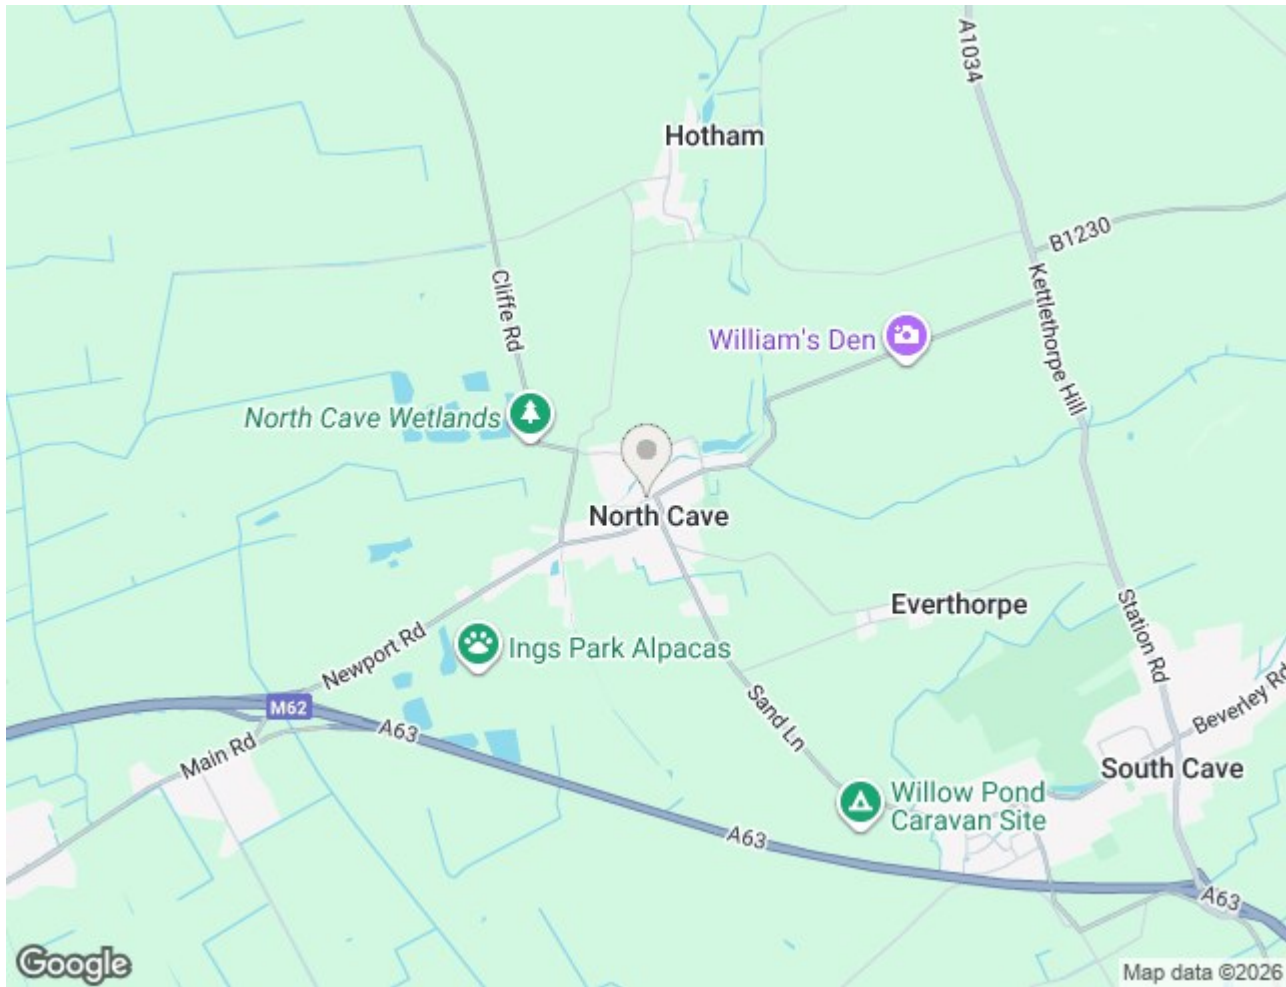 A1034
Hotham
B1230
Cliffe Rd
Kettlethorpe Hill
William's Den
North Cave Wetlands
North Cave
Everthorpe
Station Rd
Newport Rd
Ings Park Alpacas
Beverley Rd
M62
A63
Sand Ln
Main Rd
South Cave
Willow Pond
Caravan Site
A63
A63
Google
Map data ©2026